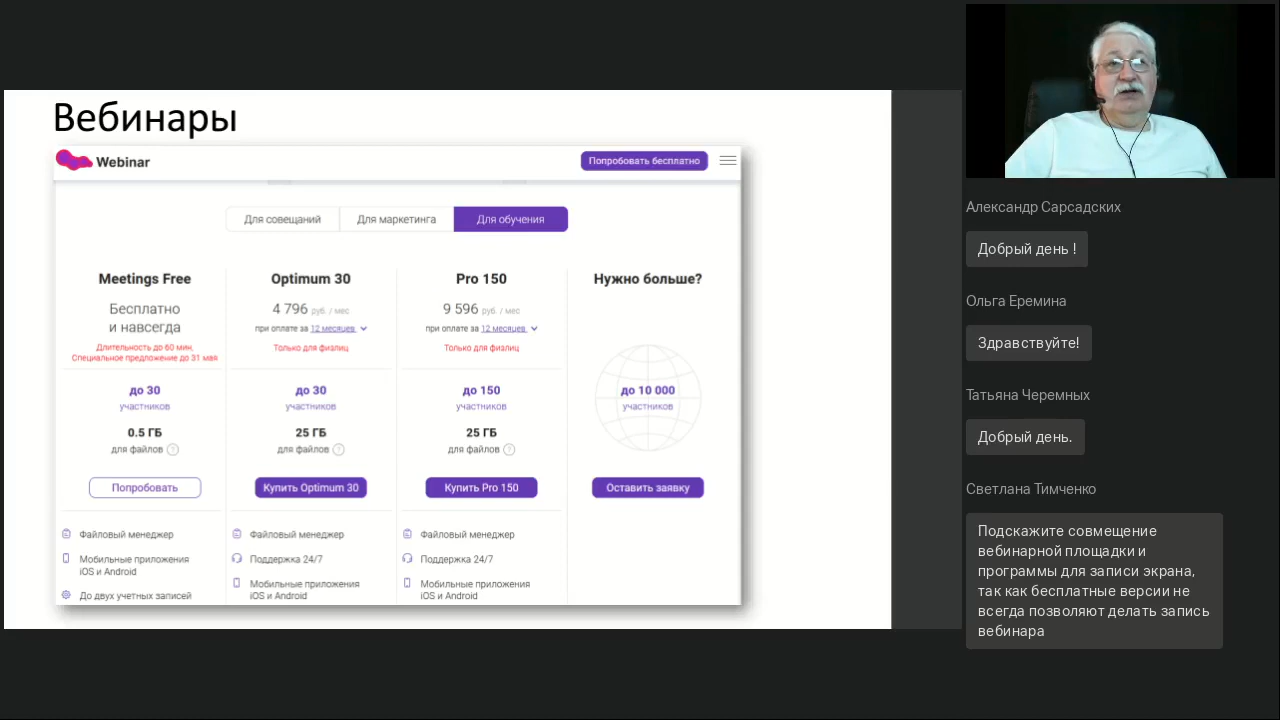 Вебинары
Webinar
Попробовать бесплатно
Для совещаний
Для маркетинга
Для обучения
Meetings Free
Бесплатно
и навсегда
Длительность до 60 мин,
Специальное предложение до 31 мая
до 30
участников
0.5 ГБ
для файлов ?
Попробовать
Файловый менеджер
Мобильные приложения
iOS и Android
До двух учетных записей
Optimum 30
4 796 руб. / мес
при оплате за 12 месяцев
Только для физлиц
до 30
участников
25 ГБ
для файлов ?
Купить Optimum 30
Файловый менеджер
Поддержка 24/7
Мобильные приложения
iOS и Android
Pro 150
9 596 руб. / мес
при оплате за 12 месяцев
Только для физлиц
до 150
участников
25 ГБ
для файлов ?
Купить Pro 150
Файловый менеджер
Поддержка 24/7
Мобильные приложения
iOS и Android
Нужно больше?
до 10 000
участников
Оставить заявку
Александр Сарсадских
Добрый день !
Ольга Еремина
Здравствуйте!
Татьяна Черемных
Добрый день.
Светлана Тимченко
Подскажите совмещение
вебинарной площадки и
программы для записи экрана,
так как бесплатные версии не
всегда позволяют делать запись
вебинара